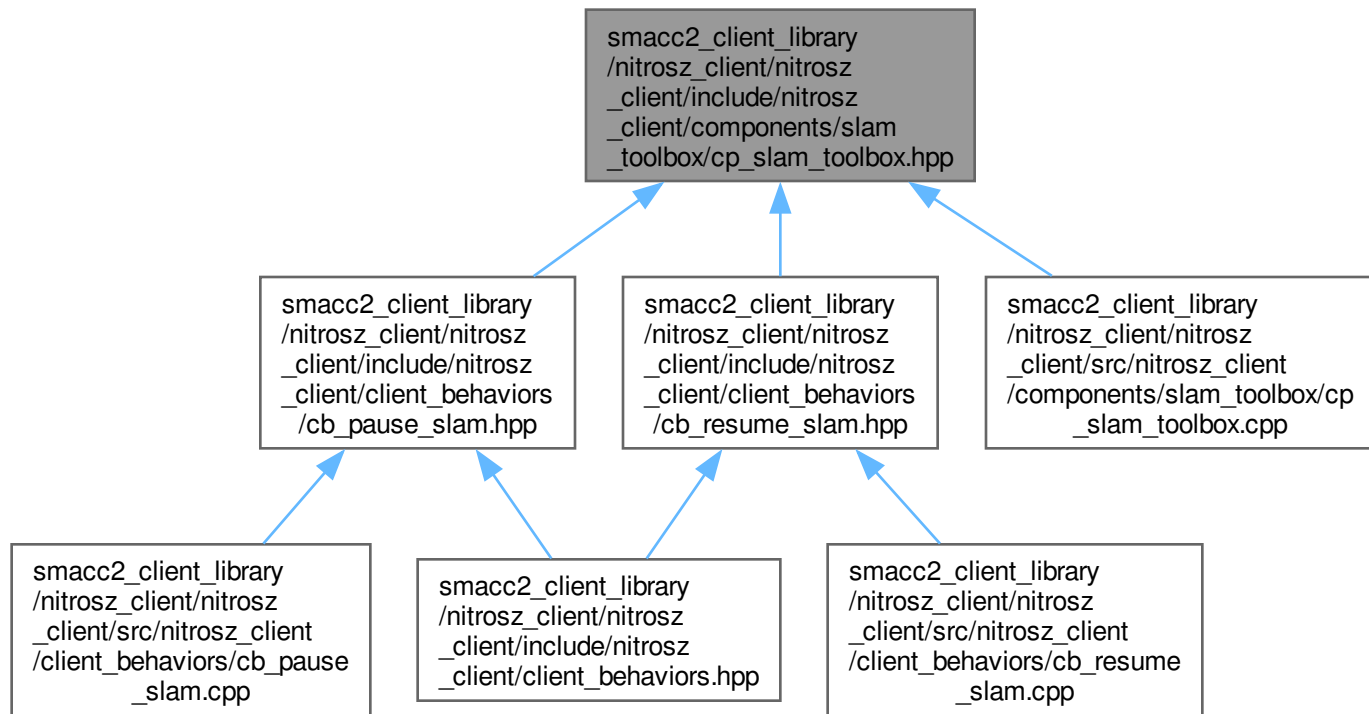 smacc2_client_library
/nitrosz_client/nitrosz
_client/include/nitrosz
_client/components/slam
_toolbox/cp_slam_toolbox.hpp
smacc2_client_library
/nitrosz_client/nitrosz
_client/include/nitrosz
_client/client_behaviors
/cb_pause_slam.hpp
smacc2_client_library
/nitrosz_client/nitrosz
_client/include/nitrosz
_client/client_behaviors
/cb_resume_slam.hpp
smacc2_client_library
/nitrosz_client/nitrosz
_client/src/nitrosz_client
/components/slam_toolbox/cp
_slam_toolbox.cpp
smacc2_client_library
/nitrosz_client/nitrosz
_client/src/nitrosz_client
/client_behaviors/cb_pause
_slam.cpp
smacc2_client_library
/nitrosz_client/nitrosz
_client/include/nitrosz
_client/client_behaviors.hpp
smacc2_client_library
/nitrosz_client/nitrosz
_client/src/nitrosz_client
/client_behaviors/cb_resume
_slam.cpp